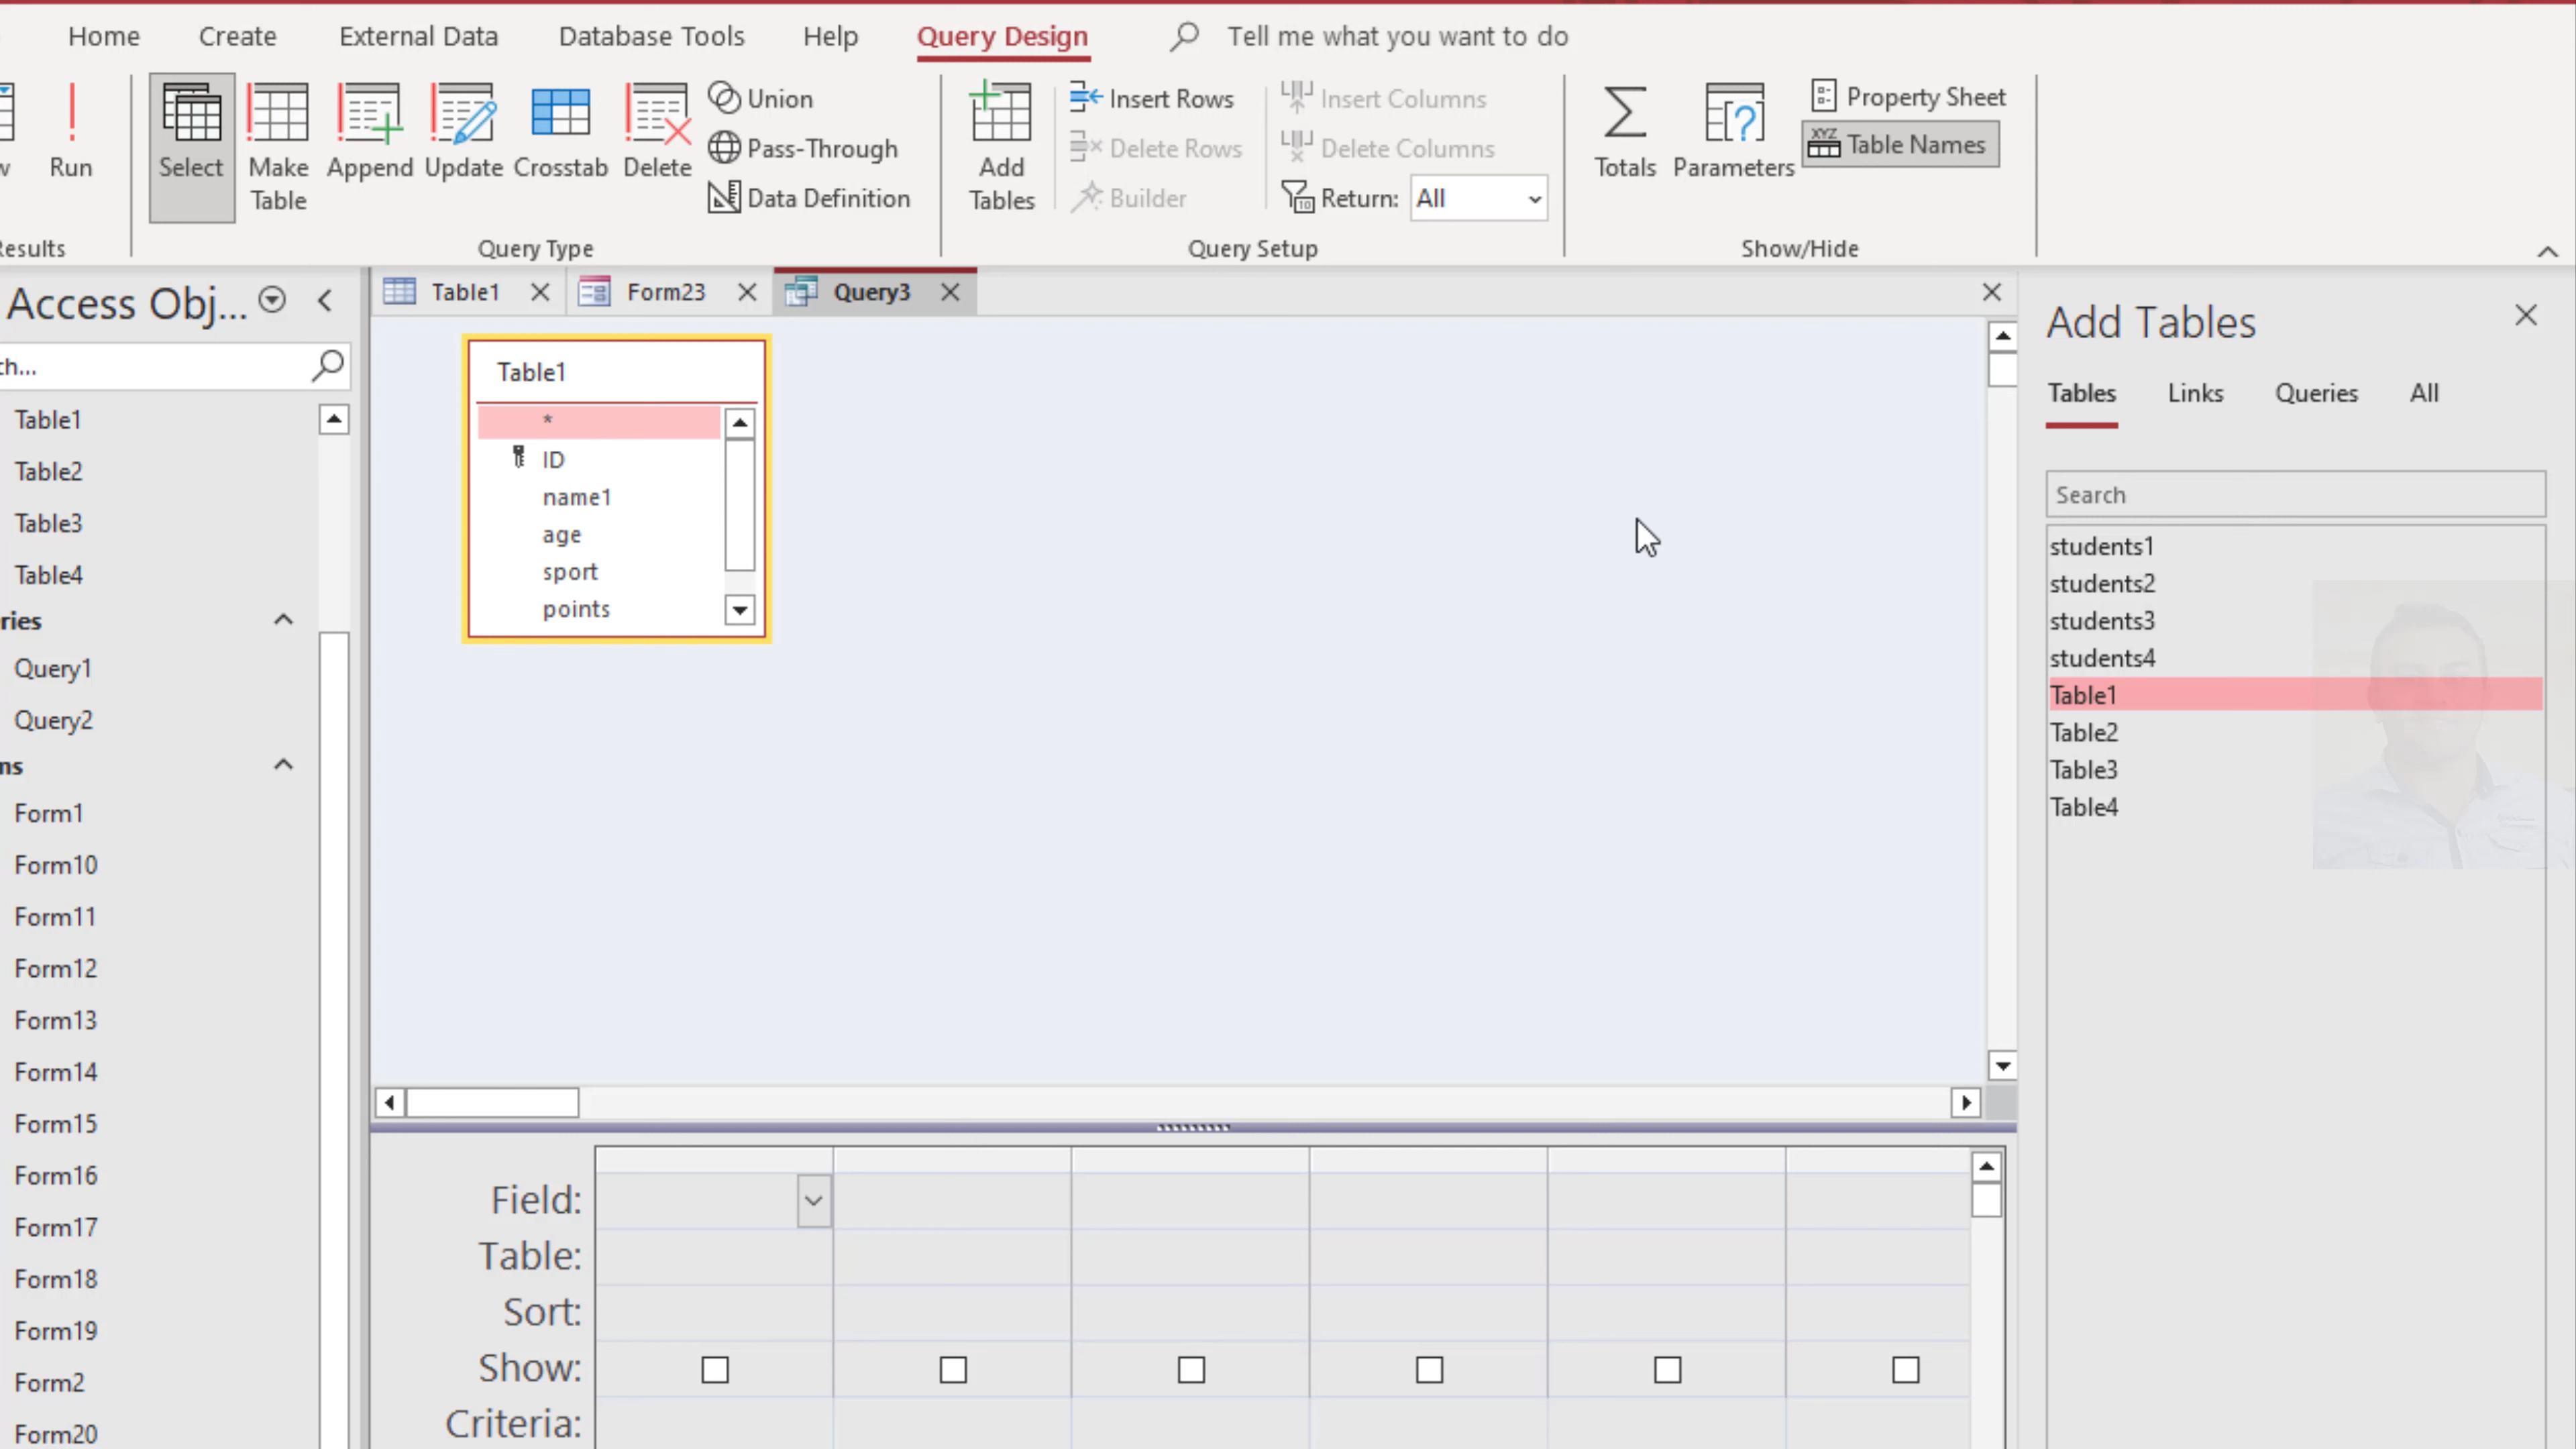 Home Create External Data Database Tools Help Query Design Tell me what you want to do
Run
Select
Make Table
Append
Update
Crosstab
Delete
Union
Pass-Through
Data Definition
Query Type
Add Tables
Insert Rows
Delete Rows
Builder
Insert Columns
Delete Columns
Return: All
Query Setup
Totals
Parameters
Property Sheet
XYZ Table Names
Show/Hide
Access Obj...
Table1
Table2
Table3
Table4
Query1
Query2
Form1
Form10
Form11
Form12
Form13
Form14
Form15
Form16
Form17
Form18
Form19
Form2
Form20
Table1 Form23 Query3
Table1
*
ID
name1
age
sport
points
Field:
Table:
Sort:
Show:
Criteria:
Add Tables
Tables Links Queries All
Search
students1
students2
students3
students4
Table1
Table2
Table3
Table4